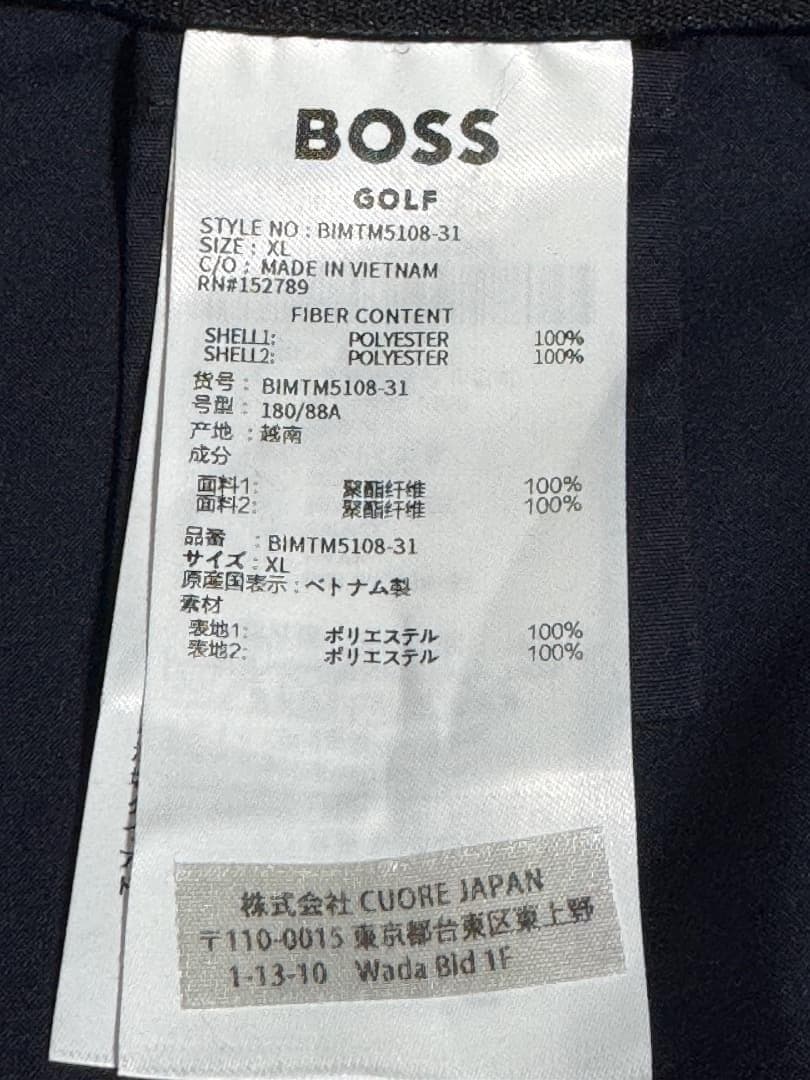 BOSS
GOLF
STYLE NO : BIMTM5108-31
SIZE : XL
C/O : MADE IN VIETNAM
RN#152789
FIBER CONTENT
SHELL1: POLYESTER 100%
SHELL2: POLYESTER 100%
货号 : BIMTM5108-31
号型 : 180/88A
产地 : 越南
成分
面料1: 聚酯纤维 100%
面料2: 聚酯纤维 100%
品番 : BIMTM5108-31
サイズ : XL
原産国表示 : ベトナム製
素材
表地1: ポリエステル 100%
表地2: ポリエステル 100%
株式会社 CUORE JAPAN
〒110-0015 東京都台東区東上野
1-13-10 Wada Bld 1F